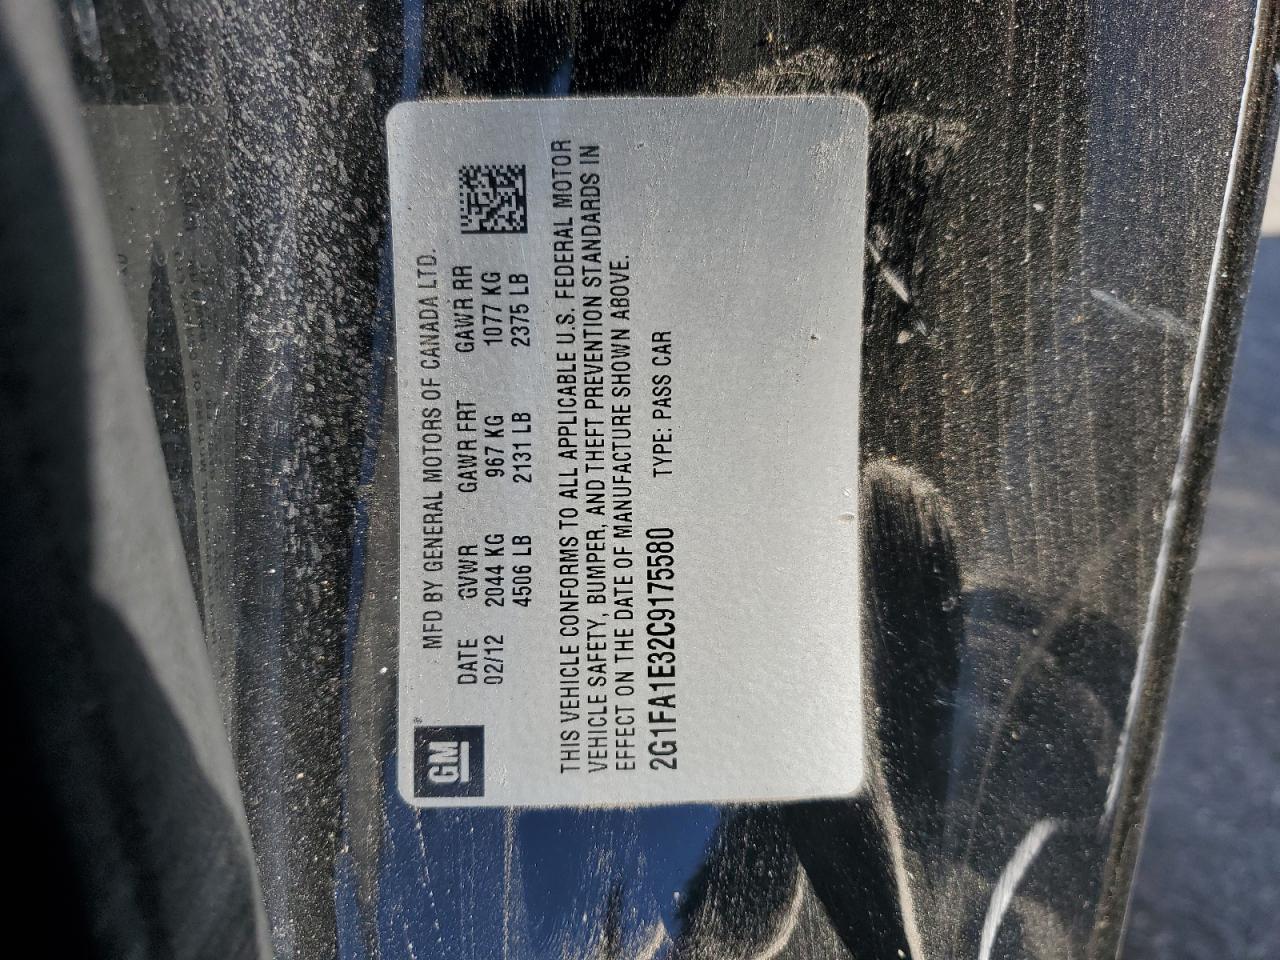 GM
MFD BY GENERAL MOTORS OF CANADA LTD.
DATE GVWR GAWR FRT GAWR RR
02/12 2044 KG 967 KG 1077 KG
4506 LB 2131 LB 2375 LB
THIS VEHICLE CONFORMS TO ALL APPLICABLE U.S. FEDERAL MOTOR
VEHICLE SAFETY, BUMPER, AND THEFT PREVENTION STANDARDS IN
EFFECT ON THE DATE OF MANUFACTURE SHOWN ABOVE.
2G1FA1E32C9175580 TYPE: PASS CAR